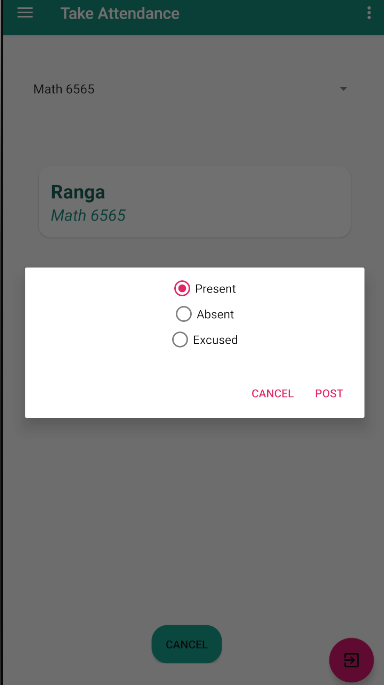 Take Attendance
Math 6565
Ranga
Math 6565
Present
Absent
Excused
CANCEL POST
CANCEL